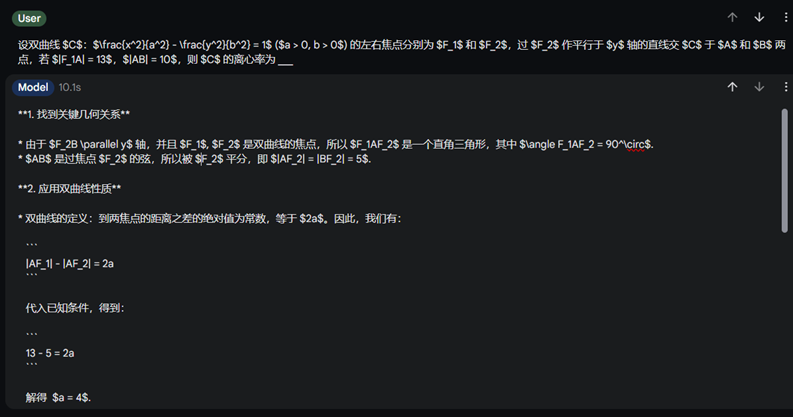 User
设双曲线 $C$：$\frac{x^2}{a^2} - \frac{y^2}{b^2} = 1$ ($a > 0, b > 0$) 的左右焦点分别为 $F_1$ 和 $F_2$，过 $F_2$ 作平行于 $y$ 轴的直线交 $C$ 于 $A$ 和 $B$ 两
点，若 $|F_1A| = 13$，$|AB| = 10$，则 $C$ 的离心率为 ___
Model 10.1s
**1. 找到关键几何关系**
* 由于 $F_2B \parallel y$ 轴，并且 $F_1$, $F_2$ 是双曲线的焦点，所以 $F_1AF_2$ 是一个直角三角形，其中 $\angle F_1AF_2 = 90^\circ$.
* $AB$ 是过焦点 $F_2$ 的弦，所以被 $F_2$ 平分，即 $|AF_2| = |BF_2| = 5$.
**2. 应用双曲线性质**
* 双曲线的定义：到两焦点的距离之差的绝对值为常数，等于 $2a$。因此，我们有：
```
|AF_1| - |AF_2| = 2a
```
代入已知条件，得到：
```
13 - 5 = 2a
```
解得 $a = 4$.